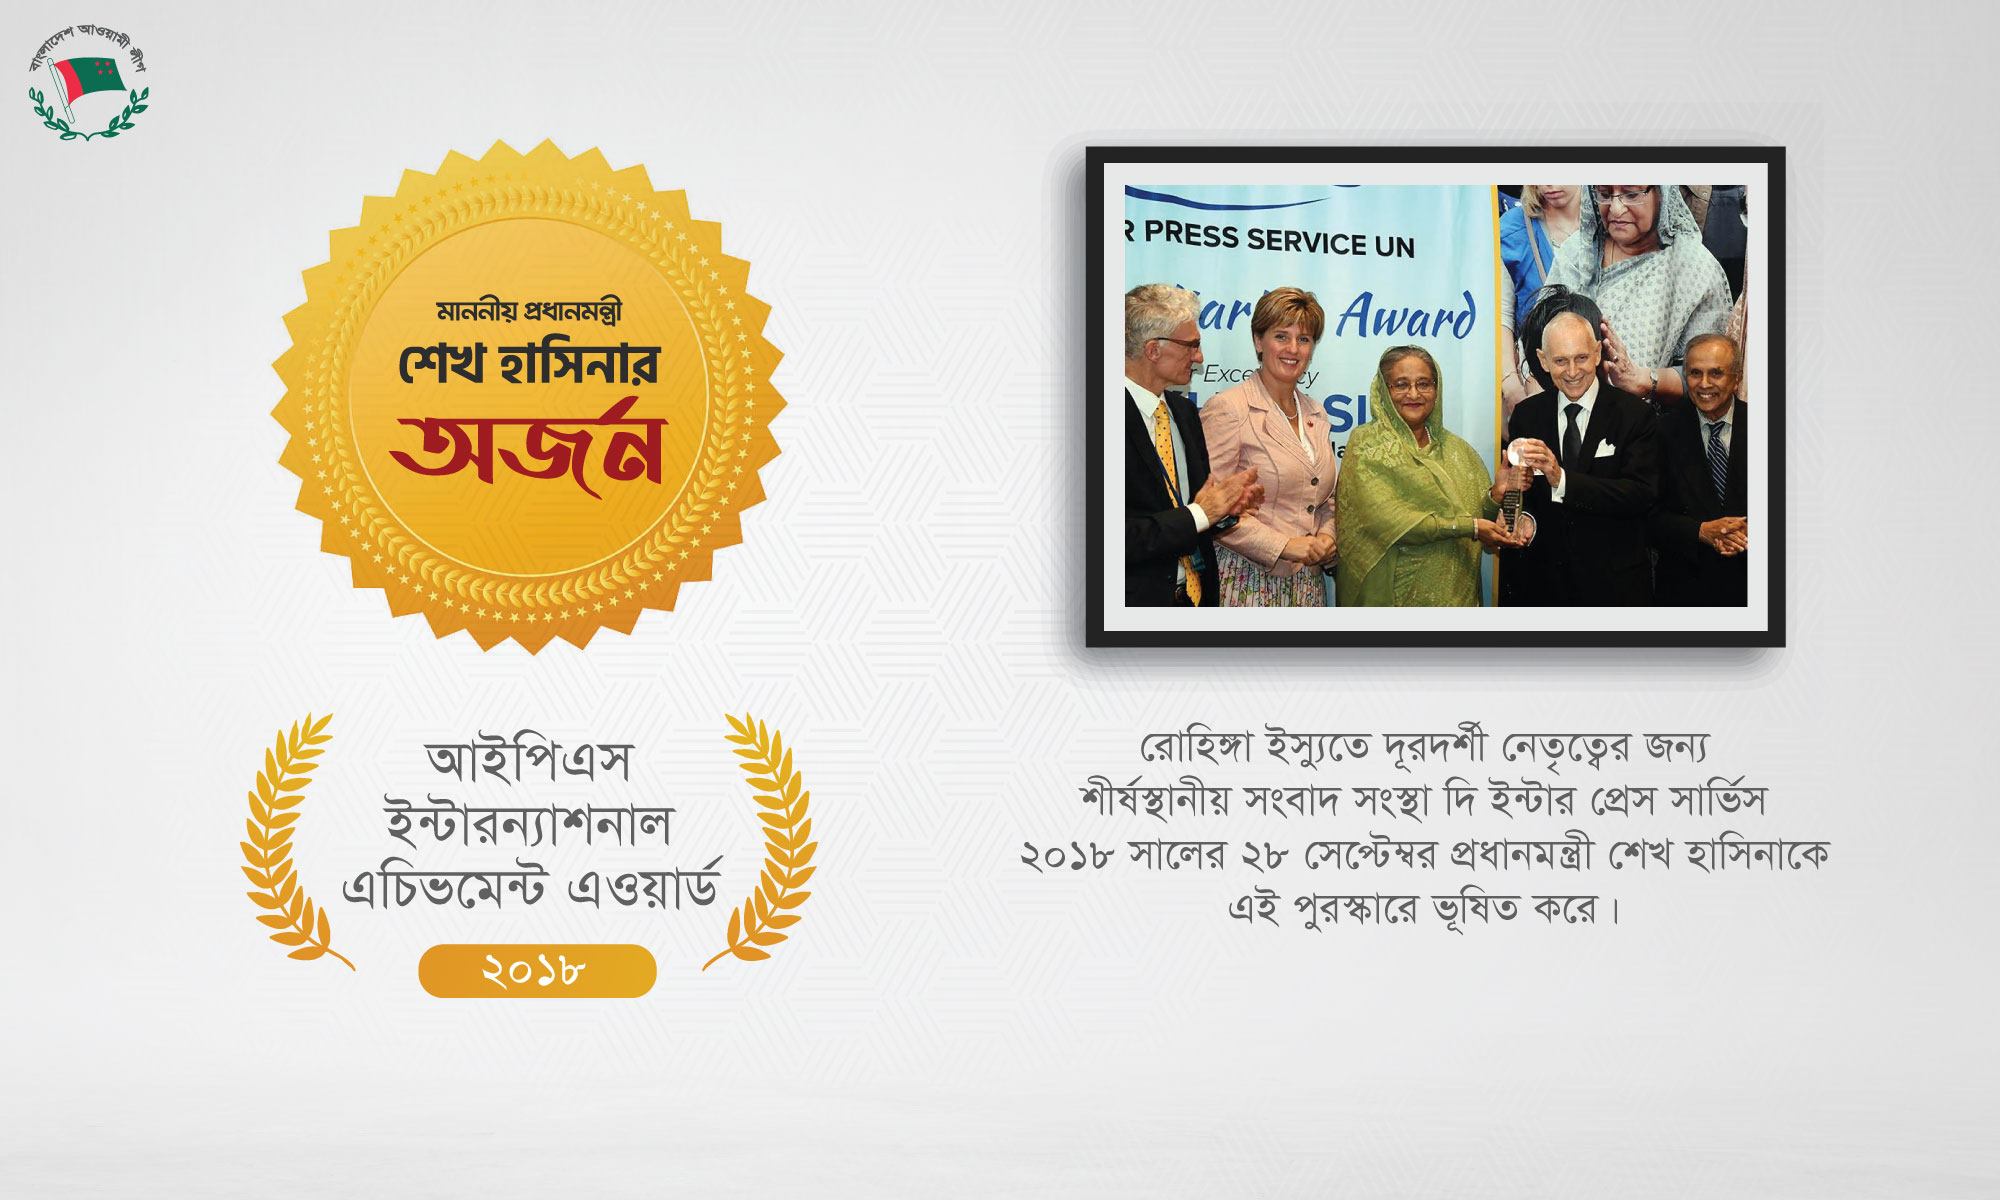 বাংলাদেশ আওয়ামী লীগ
মাননীয় প্রধানমন্ত্রী
শেখ হাসিনার
অর্জন
আইপিএস
ইন্টারন্যাশনাল
এচিভমেন্ট এওয়ার্ড
২০১৮
R PRESS SERVICE UN
Award
রোহিঙ্গা ইস্যুতে দূরদর্শী নেতৃত্বের জন্য
শীর্ষস্থানীয় সংবাদ সংস্থা দি ইন্টার প্রেস সার্ভিস
২০১৮ সালের ২৮ সেপ্টেম্বর প্রধানমন্ত্রী শেখ হাসিনাকে
এই পুরস্কারে ভূষিত করে।